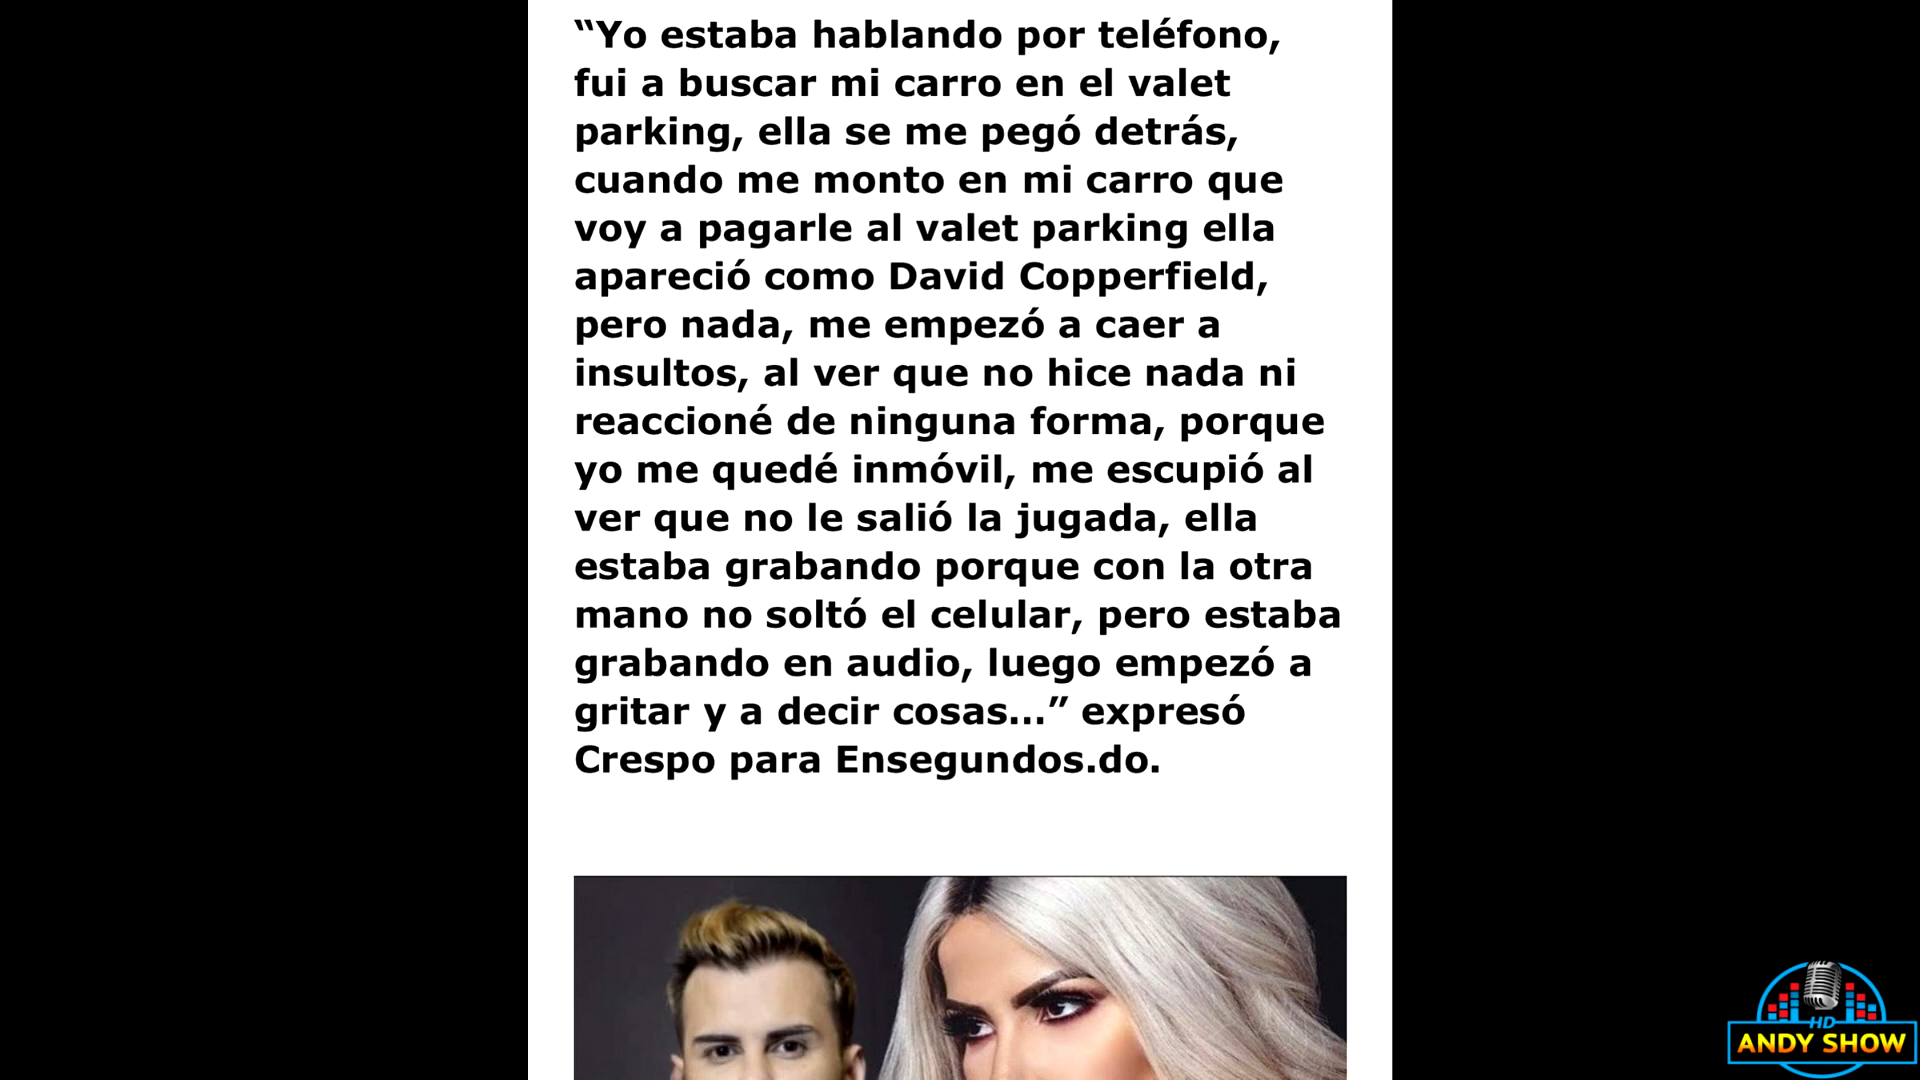 “Yo estaba hablando por teléfono,
fui a buscar mi carro en el valet
parking, ella se me pegó detrás,
cuando me monto en mi carro que
voy a pagarle al valet parking ella
apareció como David Copperfield,
pero nada, me empezó a caer a
insultos, al ver que no hice nada ni
reaccioné de ninguna forma, porque
yo me quedé inmóvil, me escupió al
ver que no le salió la jugada, ella
estaba grabando porque con la otra
mano no soltó el celular, pero estaba
grabando en audio, luego empezó a
gritar y a decir cosas…” expresó
Crespo para Ensegundos.do.
HD
ANDY SHOW